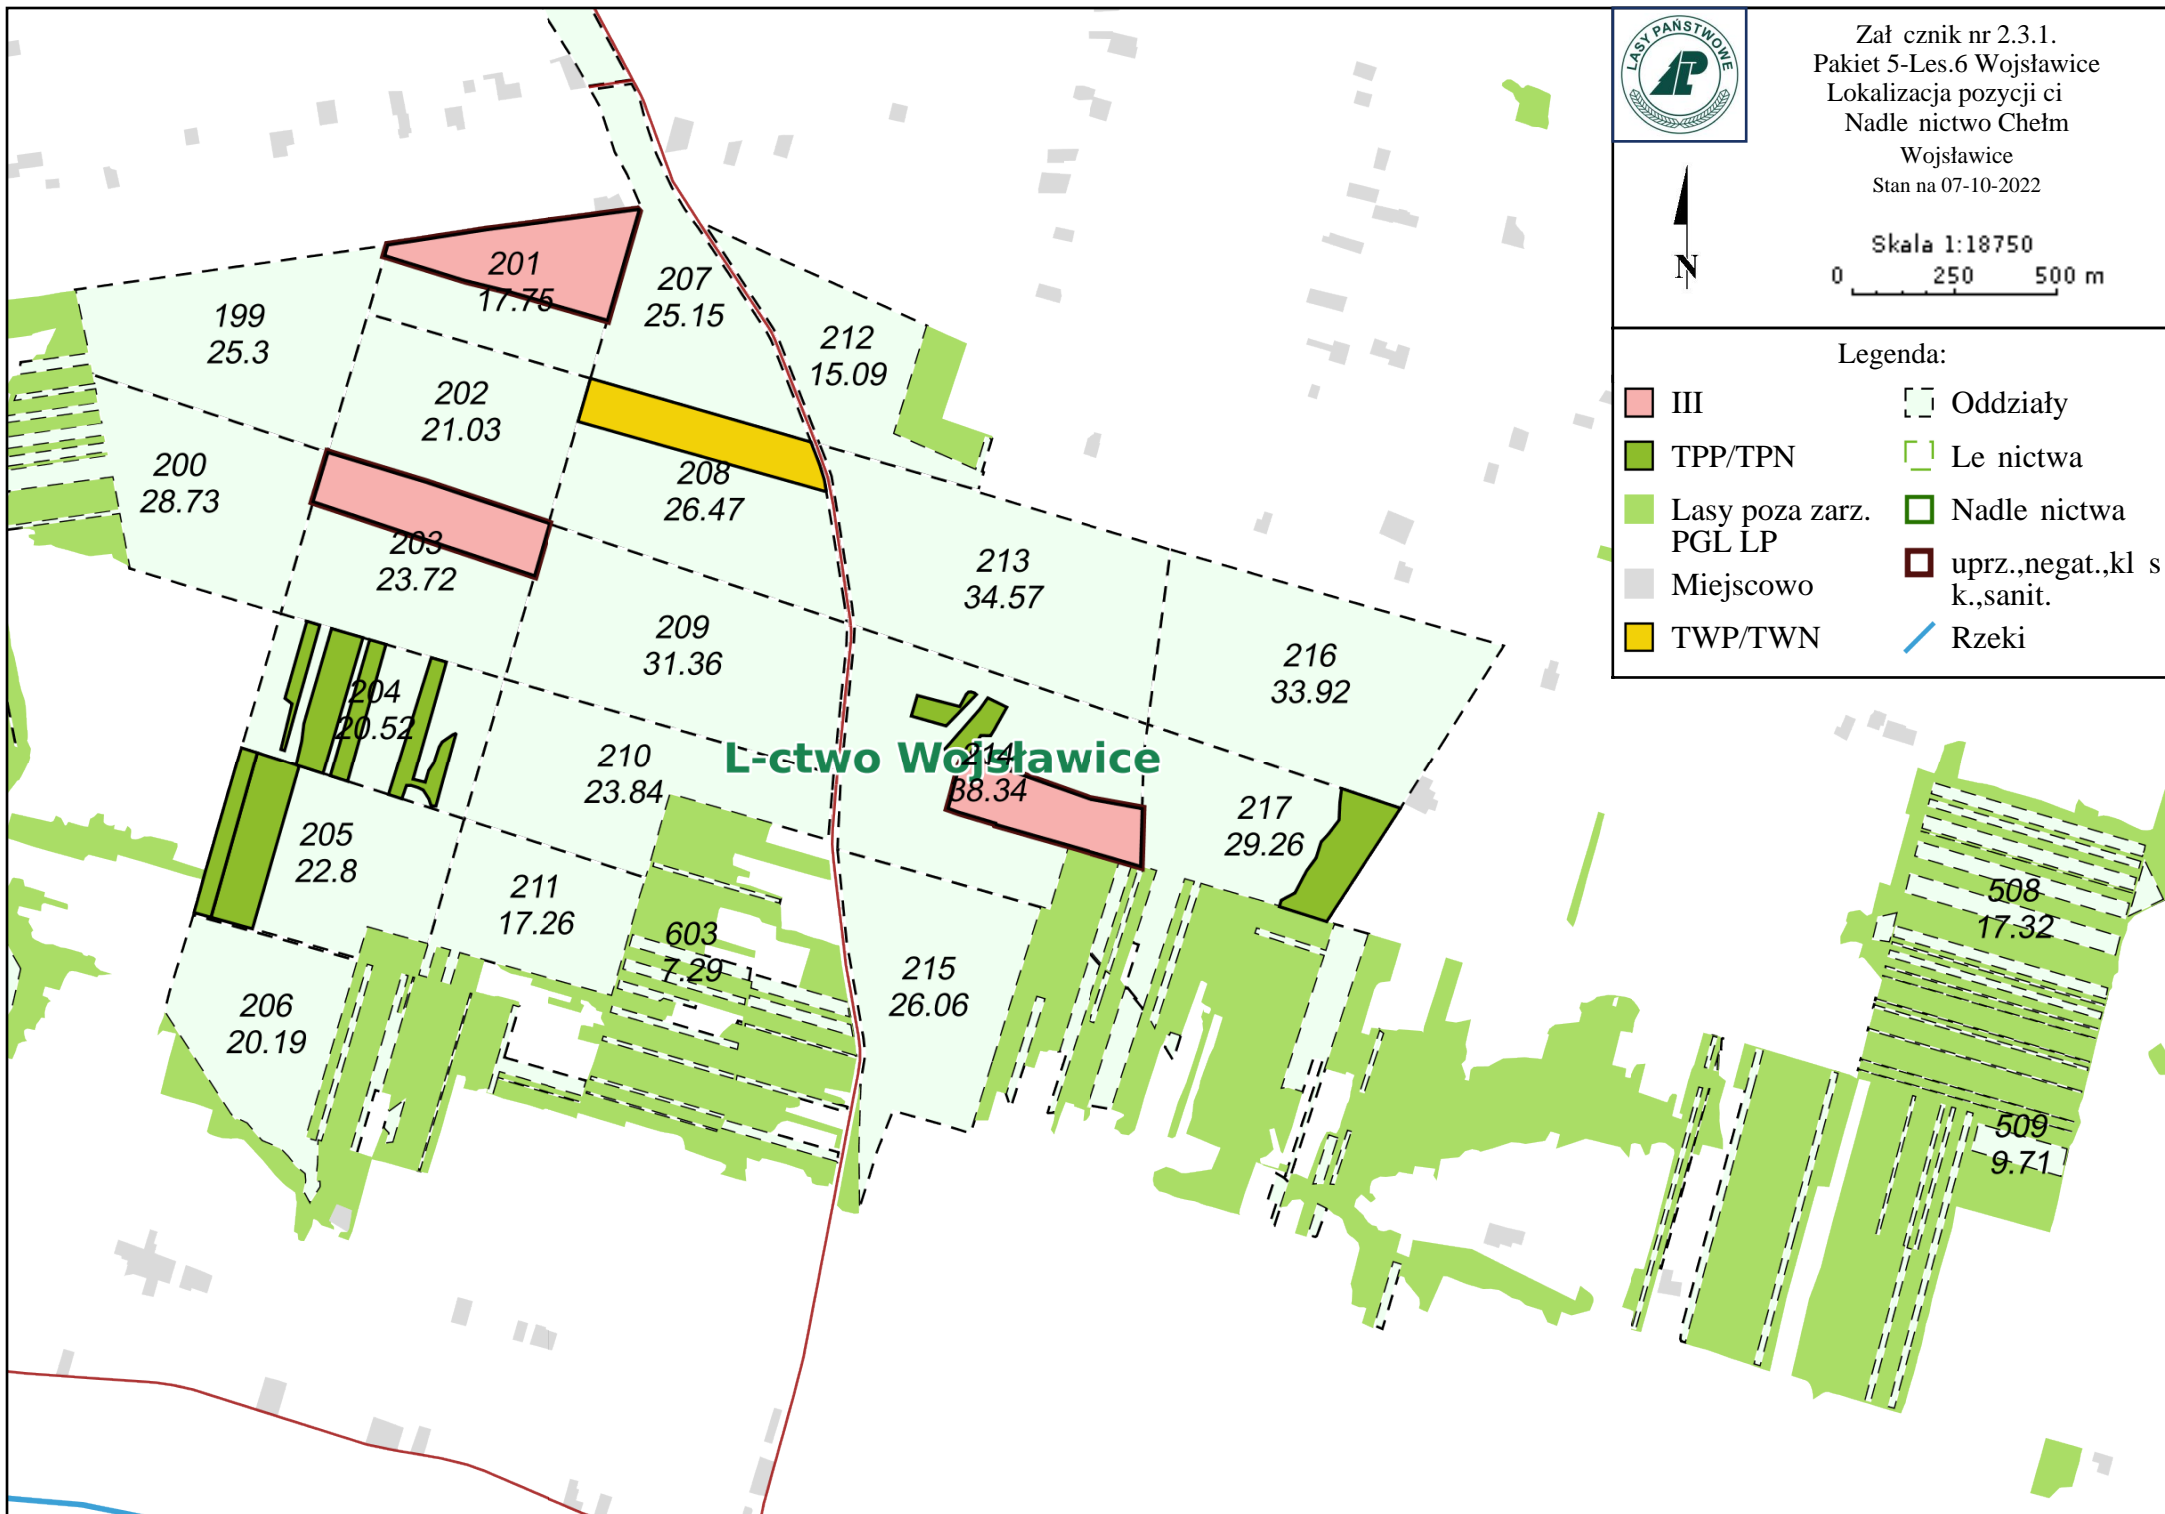 LASY PAŃSTWOWE
Zał cznik nr 2.3.1.
Pakiet 5-Les.6 Wojsławice
Lokalizacja pozycji ci
Nadle nictwo Chełm
Wojsławice
Stan na 07-10-2022
N
Skala 1:18750
0 250 500 m
Legenda:
III
TPP/TPN
Lasy poza zarz.
PGL LP
Miejscowo
TWP/TWN
Oddziały
Le nictwa
Nadle nictwa
uprz.,negat.,kl s
k.,sanit.
Rzeki
201
17.75
207
25.15
199
25.3
212
15.09
202
21.03
200
28.73
208
26.47
203
23.72
213
34.57
209
31.36
216
33.92
204
20.52
210
23.84
L-ctwo Wojsławice
214
38.34
217
29.26
205
22.8
211
17.26
508
17.32
603
7.29
215
26.06
206
20.19
509
9.71